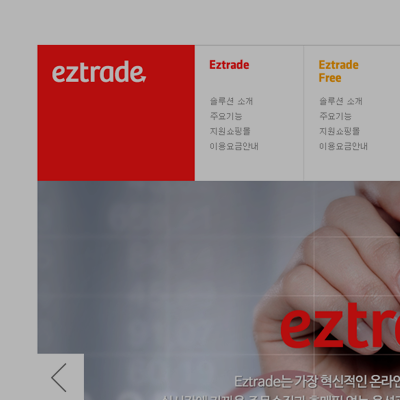 eztrade
Eztrade
솔루션 소개
주요기능
지원쇼핑몰
이용요금안내
Eztrade
Free
솔루션 소개
주요기능
지원쇼핑몰
이용요금안내
eztr
Eztrade는 가장 혁신적인 온라인